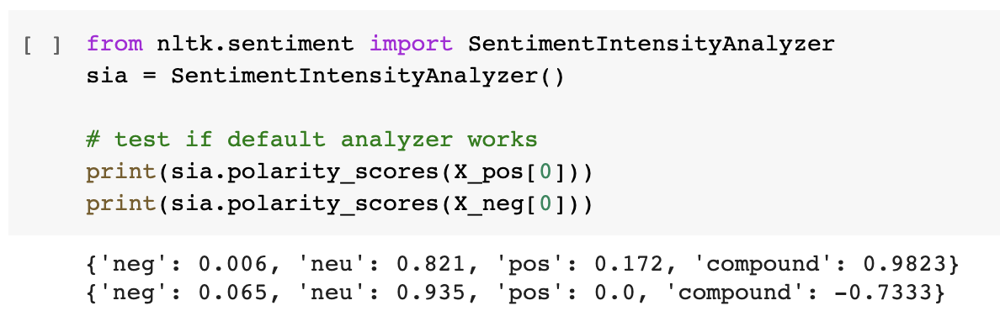 [ ] from nltk.sentiment import SentimentIntensityAnalyzer
sia = SentimentIntensityAnalyzer()
# test if default analyzer works
print(sia.polarity_scores(X_pos[0]))
print(sia.polarity_scores(X_neg[0]))
{'neg': 0.006, 'neu': 0.821, 'pos': 0.172, 'compound': 0.9823}
{'neg': 0.065, 'neu': 0.935, 'pos': 0.0, 'compound': -0.7333}